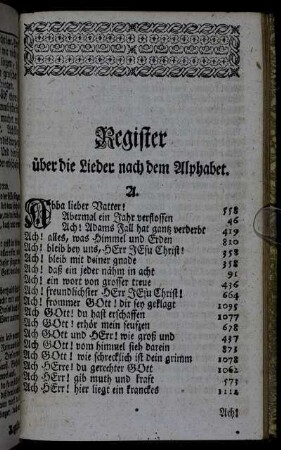 Register
über die Lieder nach dem Alphabet.
A.
Abba lieber Vatter! 558
Abermal ein Jahr verflossen 46
Ach! Adams Fall hat gantz verderbt 419
Ach! alles, was Himmel und Erden 810
Ach! bleib bey uns, HErr JEsu Christ! 358
Ach! bleib mit deiner gnade 358
Ach! daß ein jeder nähm in acht 91
Ach! ein wort von grosser treue 436
Ach! freundlichster HErr JEsu Christ! 664
Ach! frommer GOtt! dir sey geklagt 1095
Ach GOtt! du hast erschaffen 1077
Ach GOtt! erhör mein seufzen 678
Ach GOtt und HErr! wie groß und 437
Ach GOtt! vom himmel sieh darein 875
Ach GOtt! wie schrecklich ist dein grimm 1078
Ach HErre! du gerechter GOtt 1062
Ach HErr! gib muth und kraft 571
Ach HErr! hier liegt ein kranckes 1112
Ach!